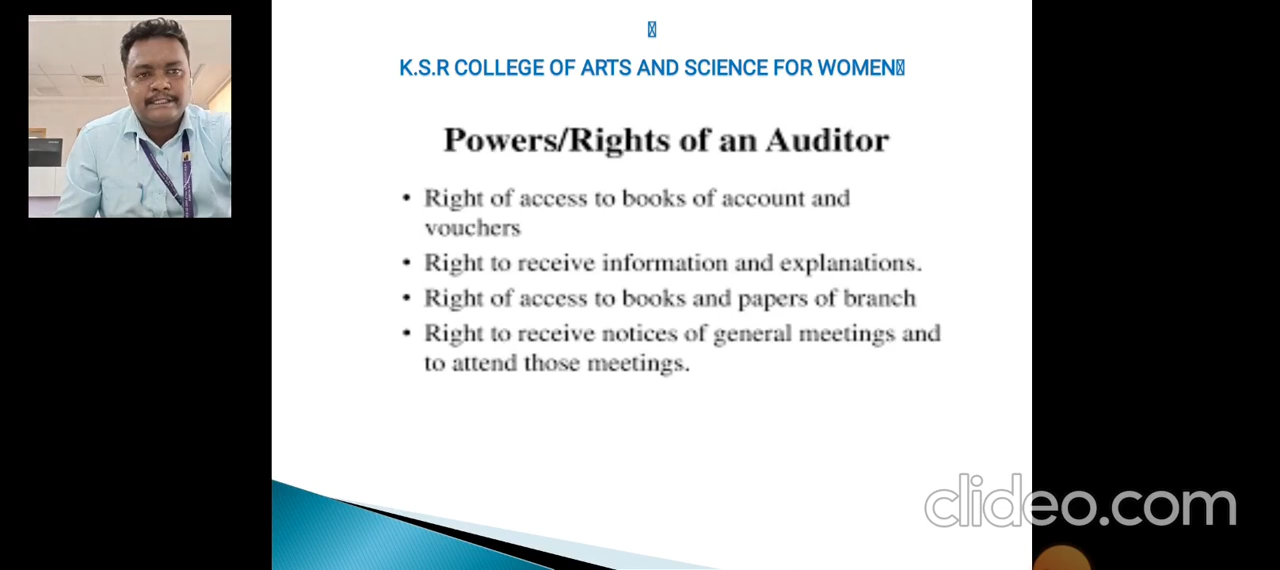 K.S.R COLLEGE OF ARTS AND SCIENCE FOR WOMEN
Powers/Rights of an Auditor
• Right of access to books of account and
vouchers
• Right to receive information and explanations.
• Right of access to books and papers of branch
• Right to receive notices of general meetings and
to attend those meetings.
clideo.com